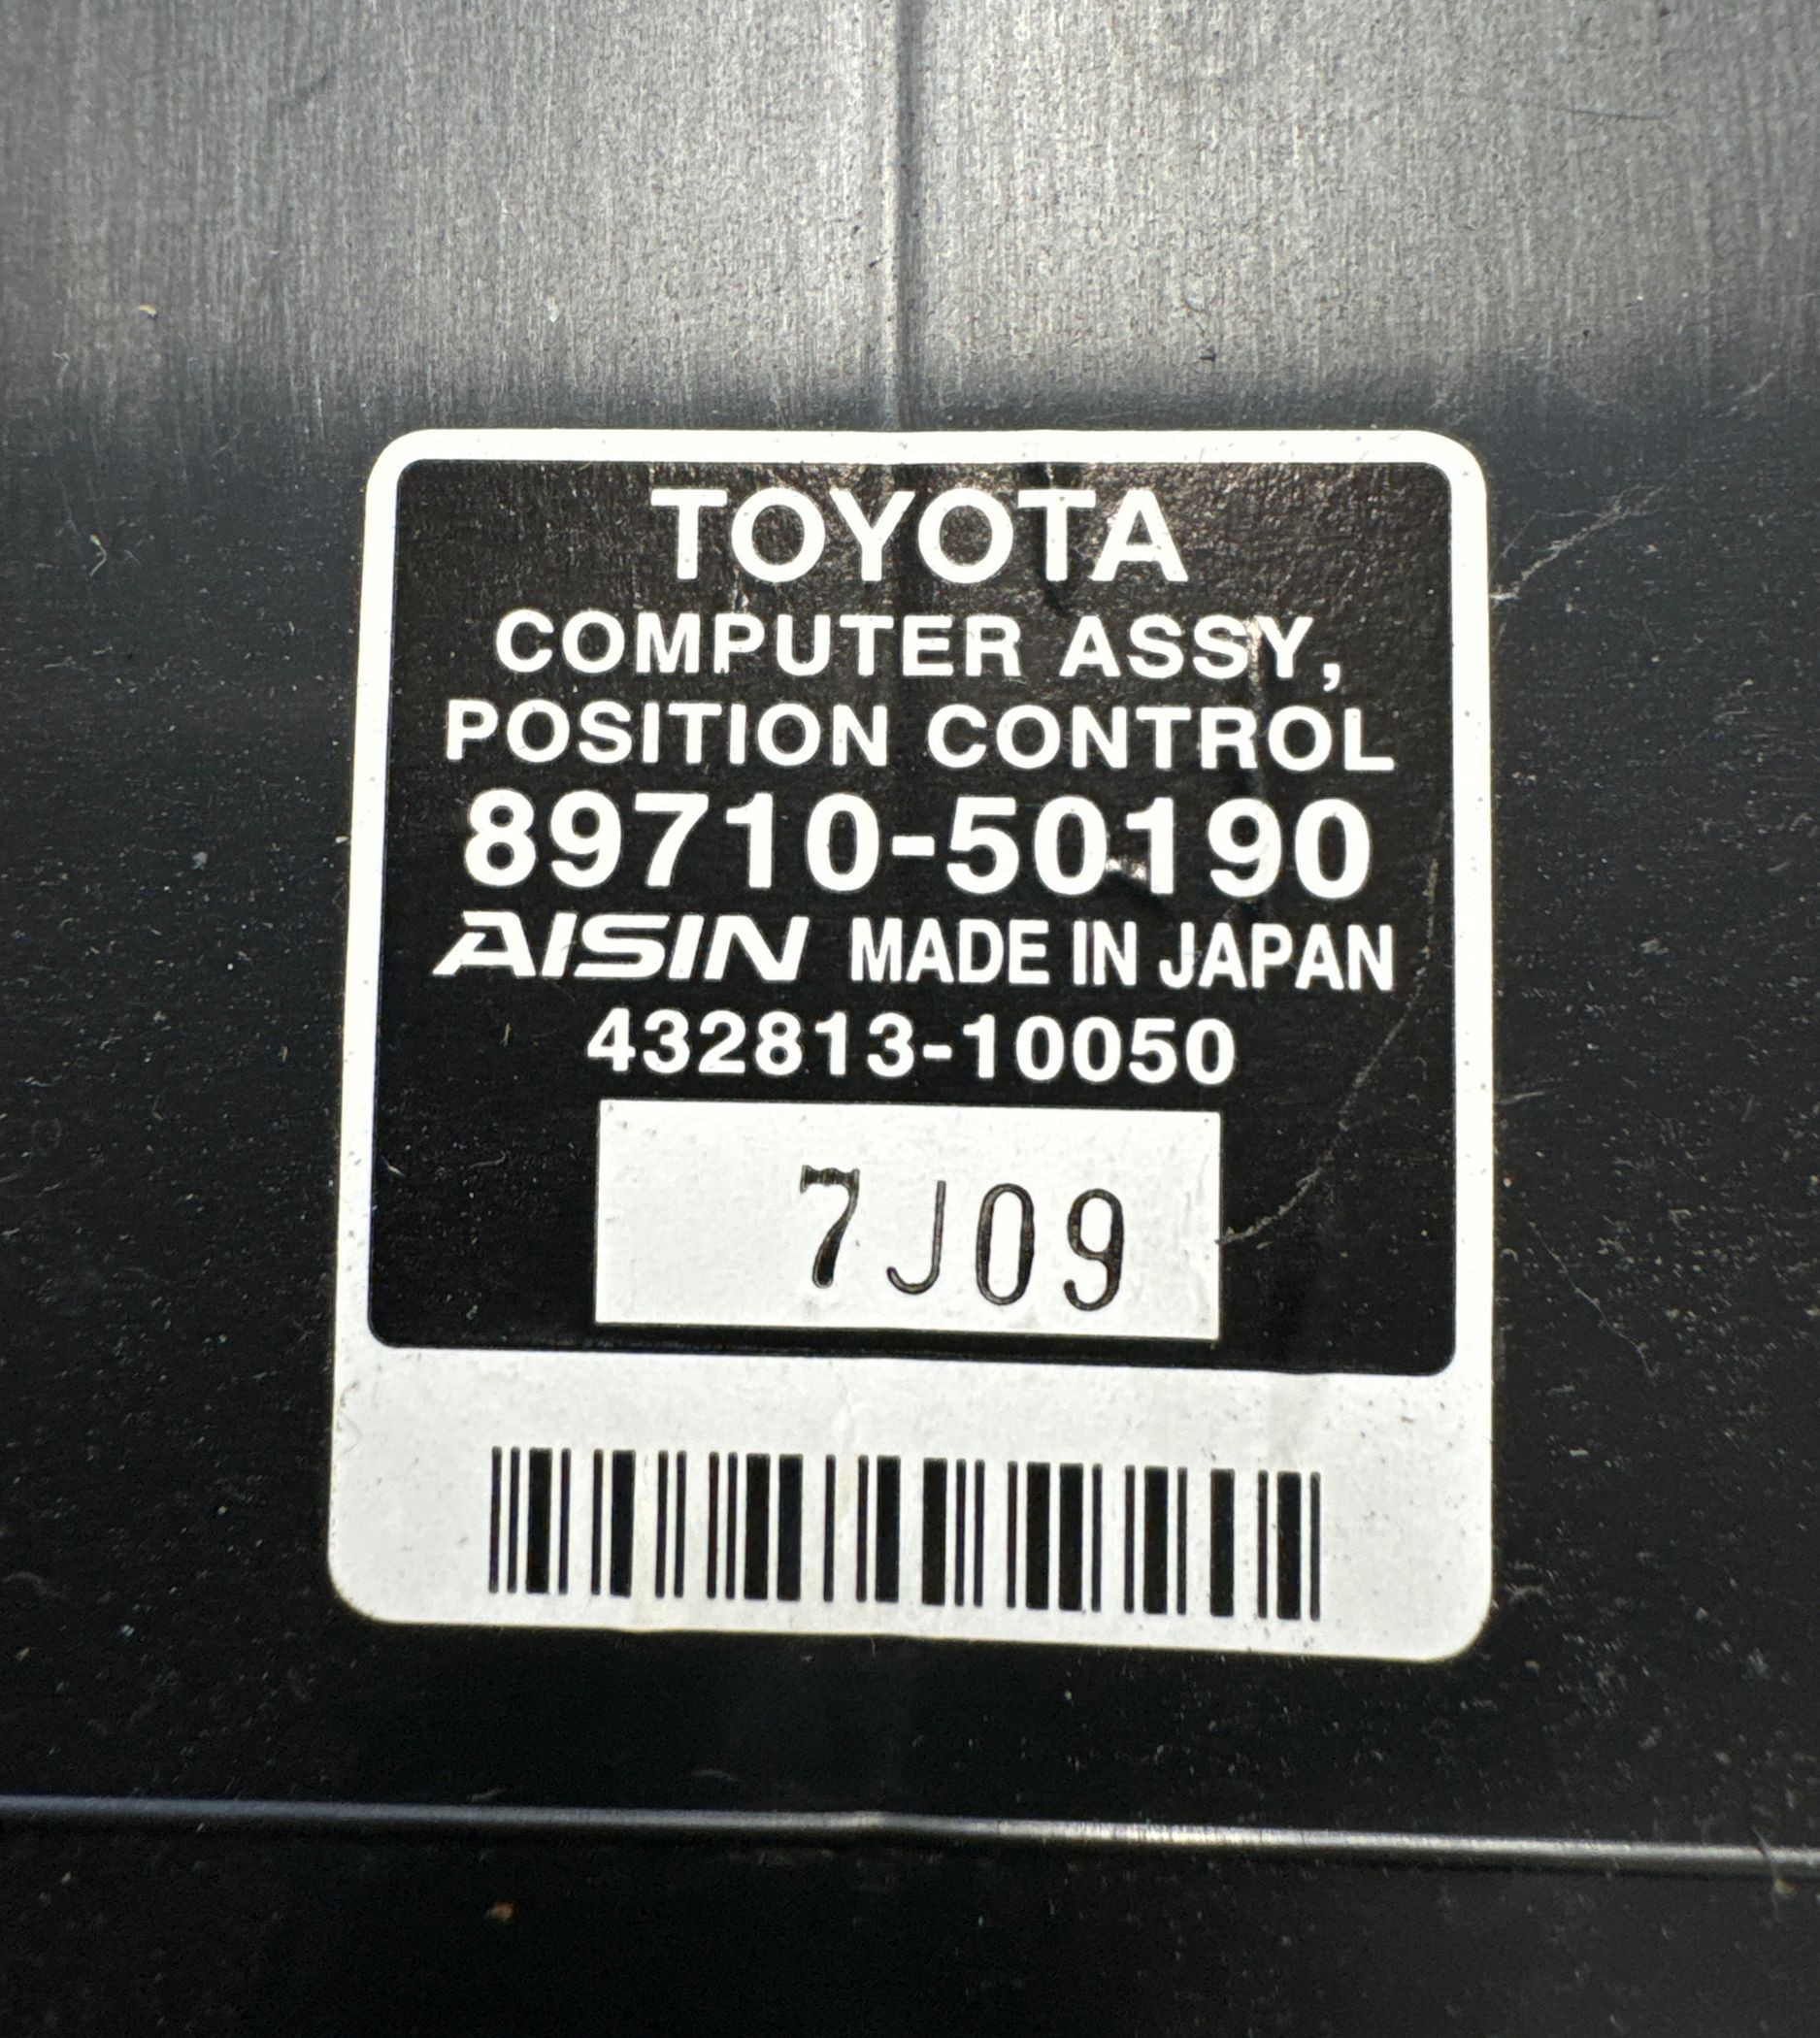 TOYOTA
COMPUTER ASSY,
POSITION CONTROL
89710-50190
AISIN MADE IN JAPAN
432813-10050
7J09